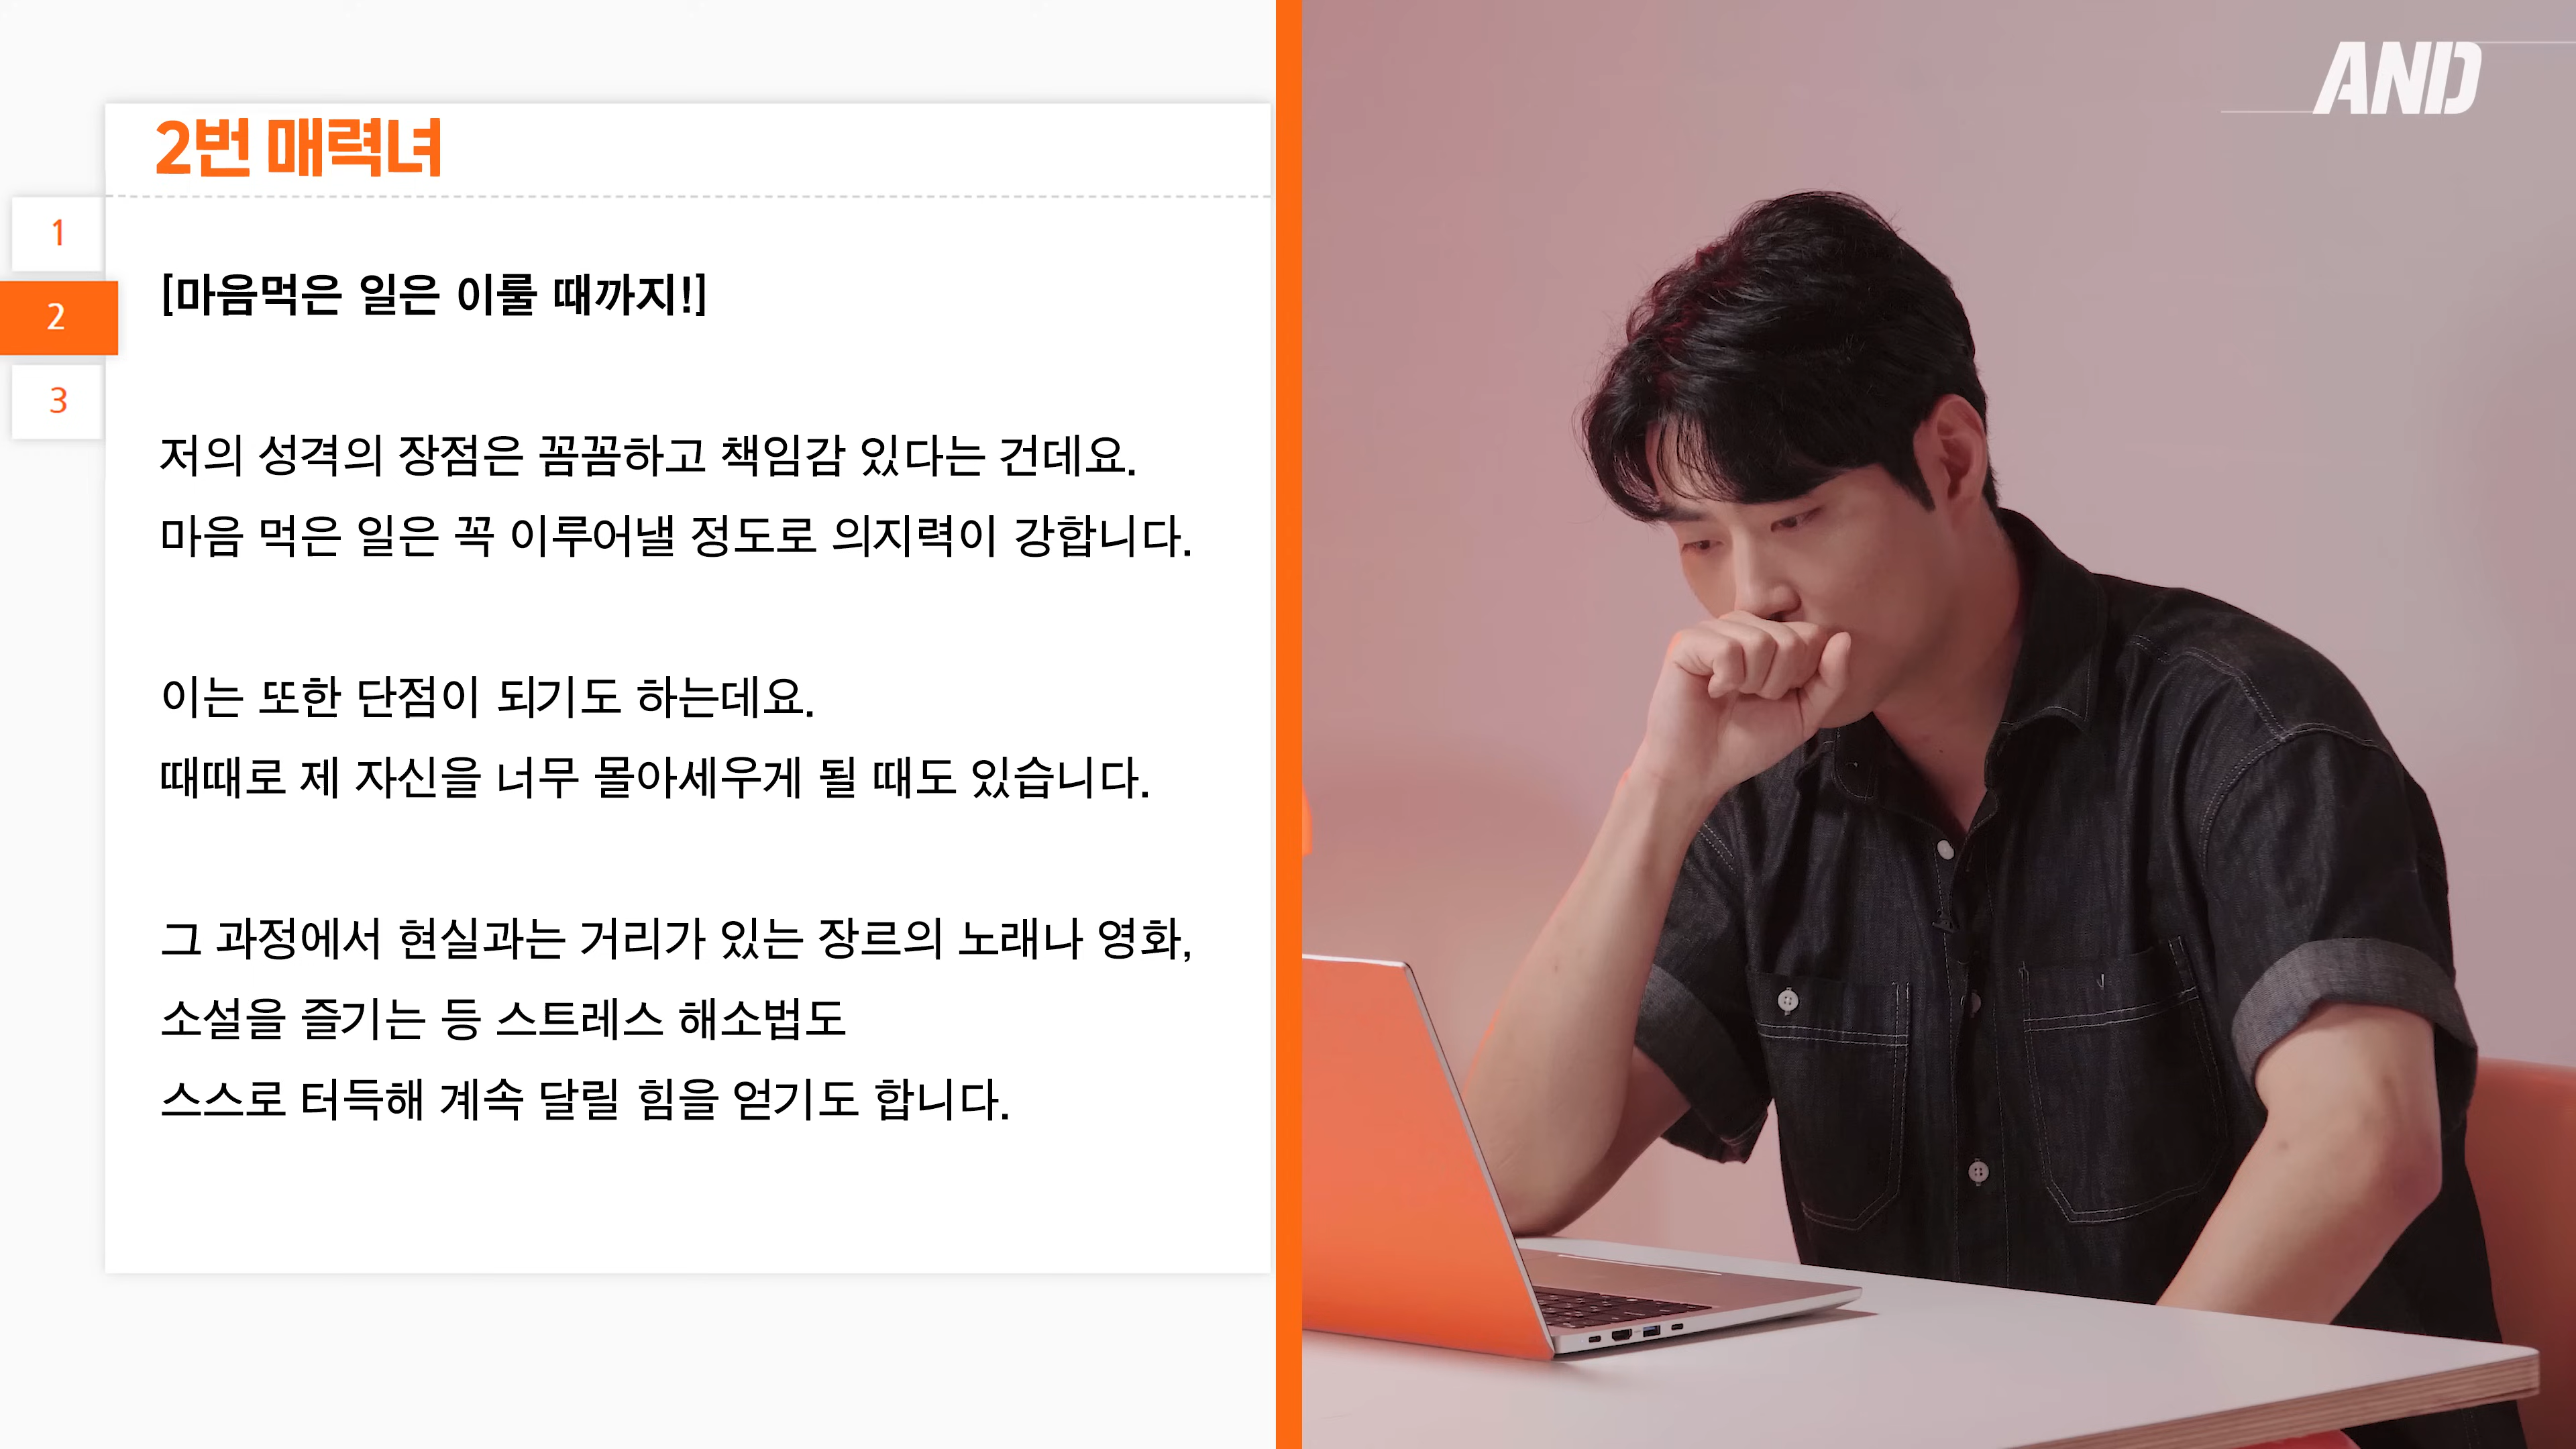 2번 매력녀
1
2
3
[마음먹은 일은 이룰 때까지!]
저의 성격의 장점은 꼼꼼하고 책임감 있다는 건데요.
마음 먹은 일은 꼭 이루어낼 정도로 의지력이 강합니다.
이는 또한 단점이 되기도 하는데요.
때때로 제 자신을 너무 몰아세우게 될 때도 있습니다.
그 과정에서 현실과는 거리가 있는 장르의 노래나 영화,
소설을 즐기는 등 스트레스 해소법도
스스로 터득해 계속 달릴 힘을 얻기도 합니다.
AND